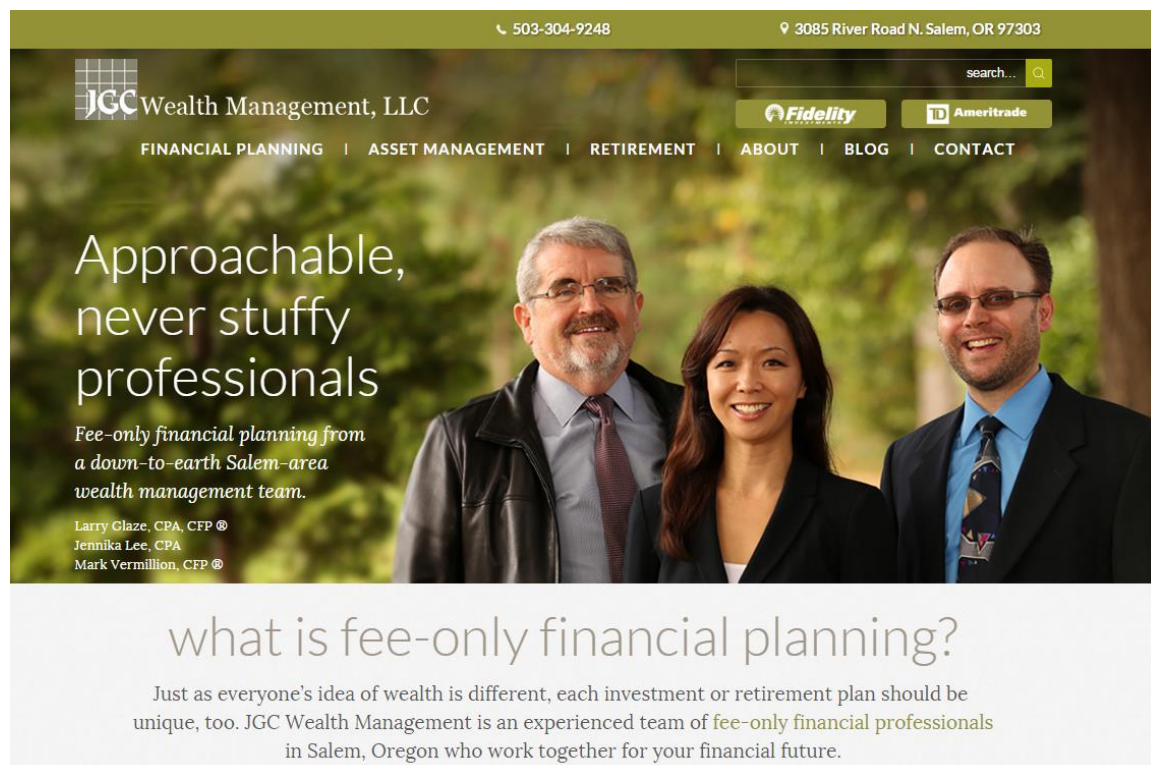 503-304-9248
3085 River Road N. Salem, OR 97303
search...
JGC Wealth Management, LLC
Fidelity
INVESTMENTS
TD Ameritrade
FINANCIAL PLANNING | ASSET MANAGEMENT | RETIREMENT | ABOUT | BLOG | CONTACT
Approachable,
never stuffy
professionals
Fee-only financial planning from
a down-to-earth Salem-area
wealth management team.
Larry Glaze, CPA, CFP ®
Jennika Lee, CPA
Mark Vermillion, CFP ®
what is fee-only financial planning?
Just as everyone's idea of wealth is different, each investment or retirement plan should be
unique, too. JGC Wealth Management is an experienced team of fee-only financial professionals
in Salem, Oregon who work together for your financial future.